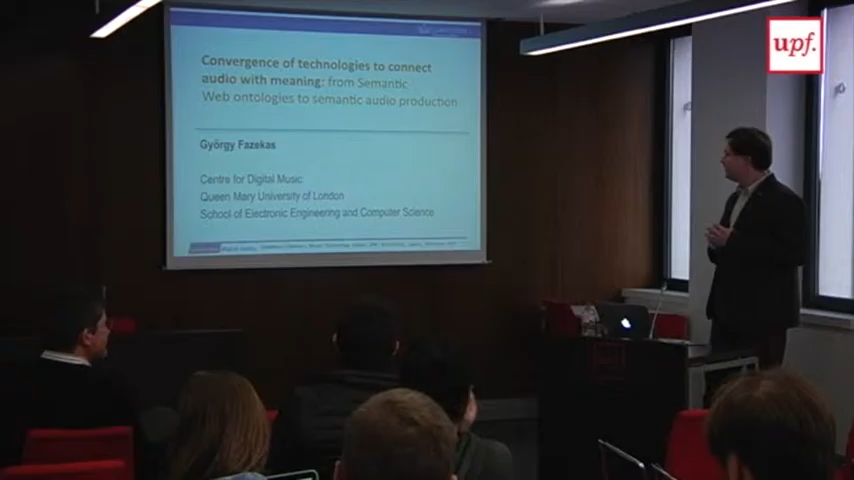 Convergence of technologies to connect
audio with meaning: from Semantic
Web ontologies to semantic audio production
György Fazekas
Centre for Digital Music
Queen Mary University of London
School of Electronic Engineering and Computer Science
upf.